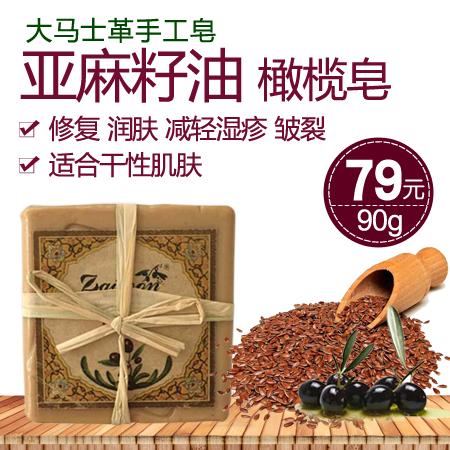 大马士革手工皂
亚麻籽油 橄榄皂
修复 润肤 减轻湿疹 皱裂
适合干性肌肤
79元
90g